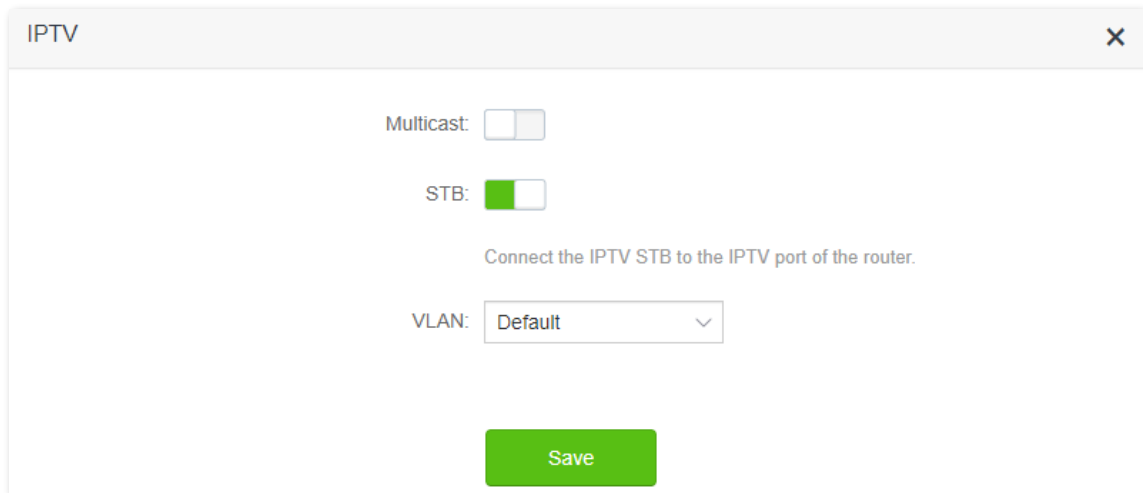 IPTV
Multicast:
STB:
Connect the IPTV STB to the IPTV port of the router.
VLAN: Default
Save